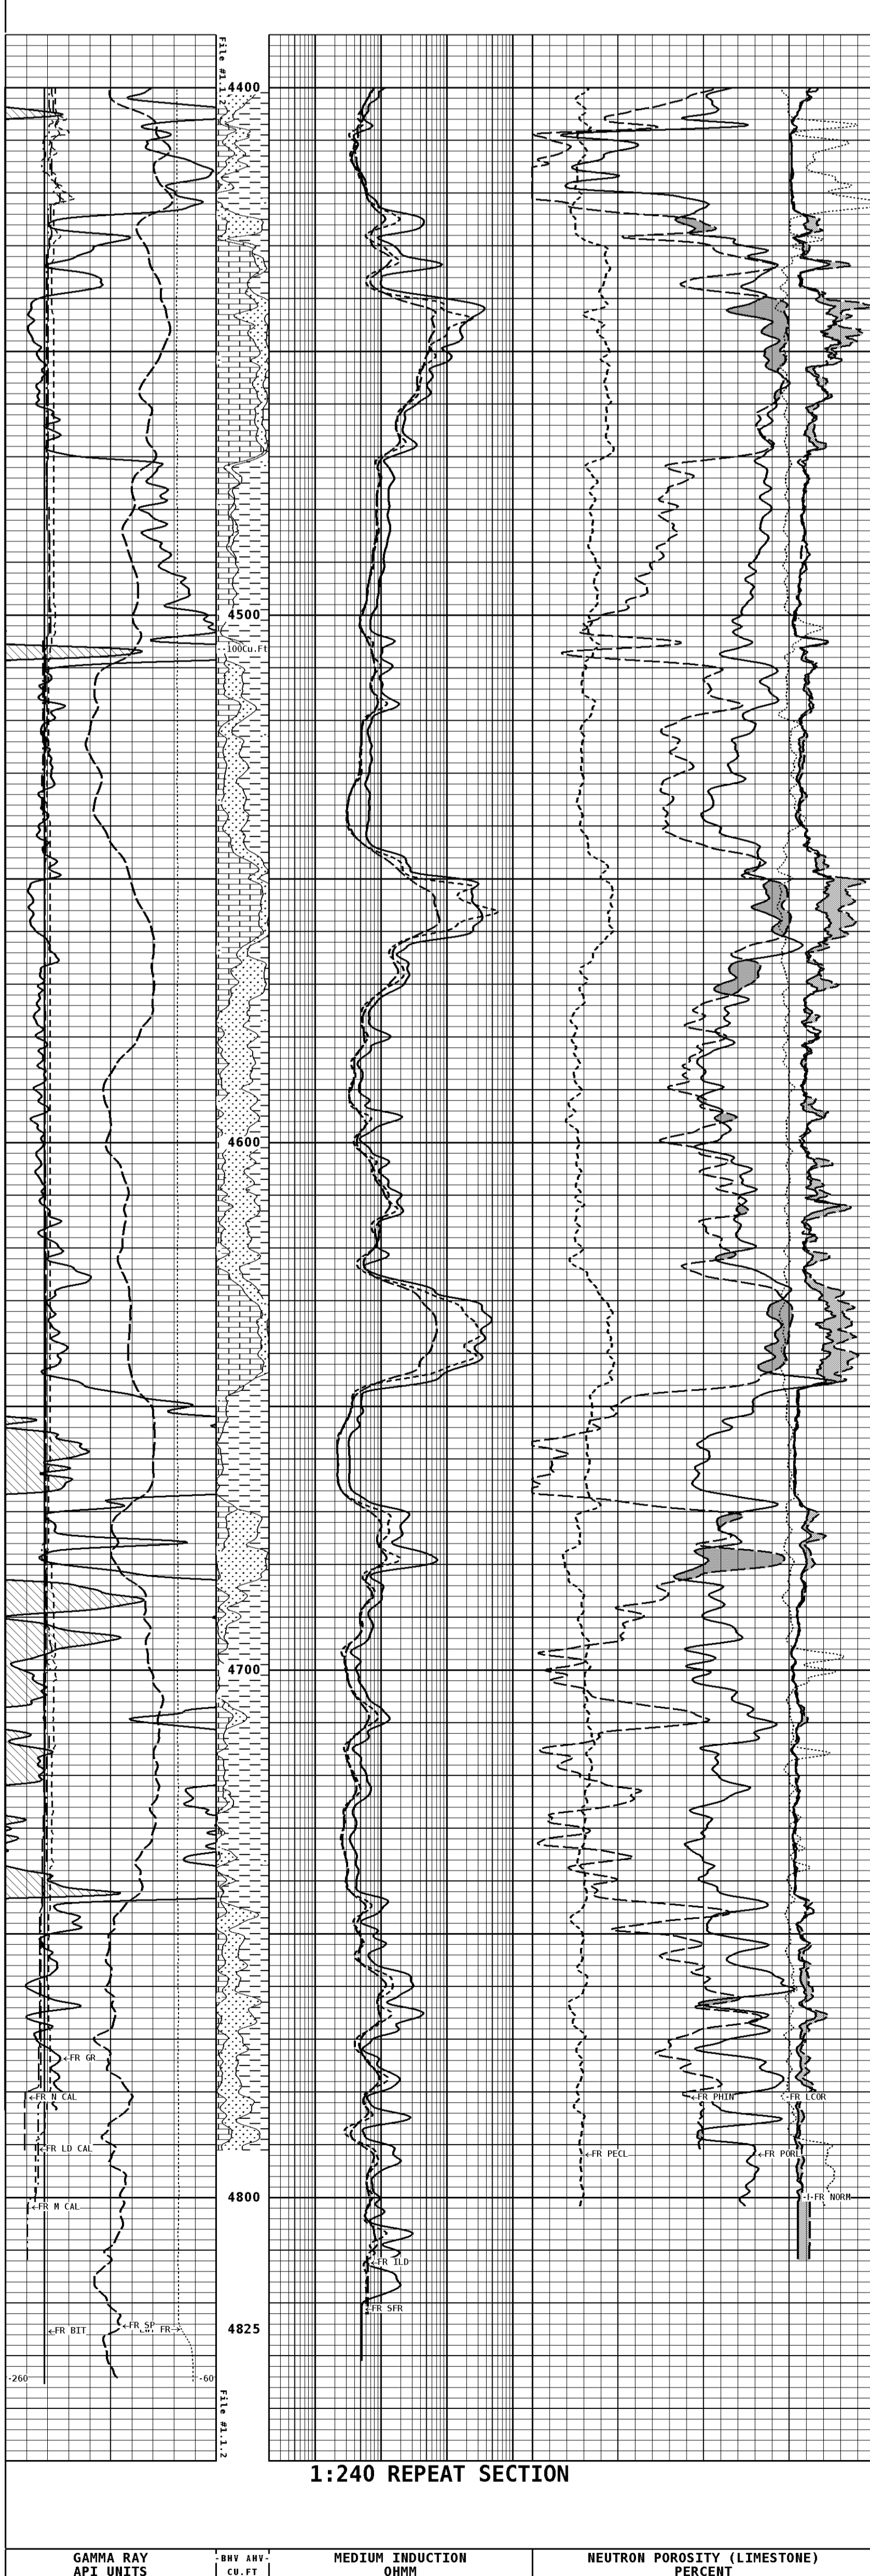 File #1.1.2
4400
4500
-100Cu.Ft
4600
4700
←FR GR
←FR N CAL
←FR PHIN
←FR LCOR
←FR LD CAL
←FR PECL
←FR POR
4800
←FR NORM
←FR M CAL
←FR ILD
←FR SFR
←FR SP
4825
←FR BIT
FR→
-260
-60
File #1.1.2
1:240 REPEAT SECTION
GAMMA RAY
API UNITS
-BHV AHV-
CU.FT
MEDIUM INDUCTION
OHMM
NEUTRON POROSITY (LIMESTONE)
PERCENT